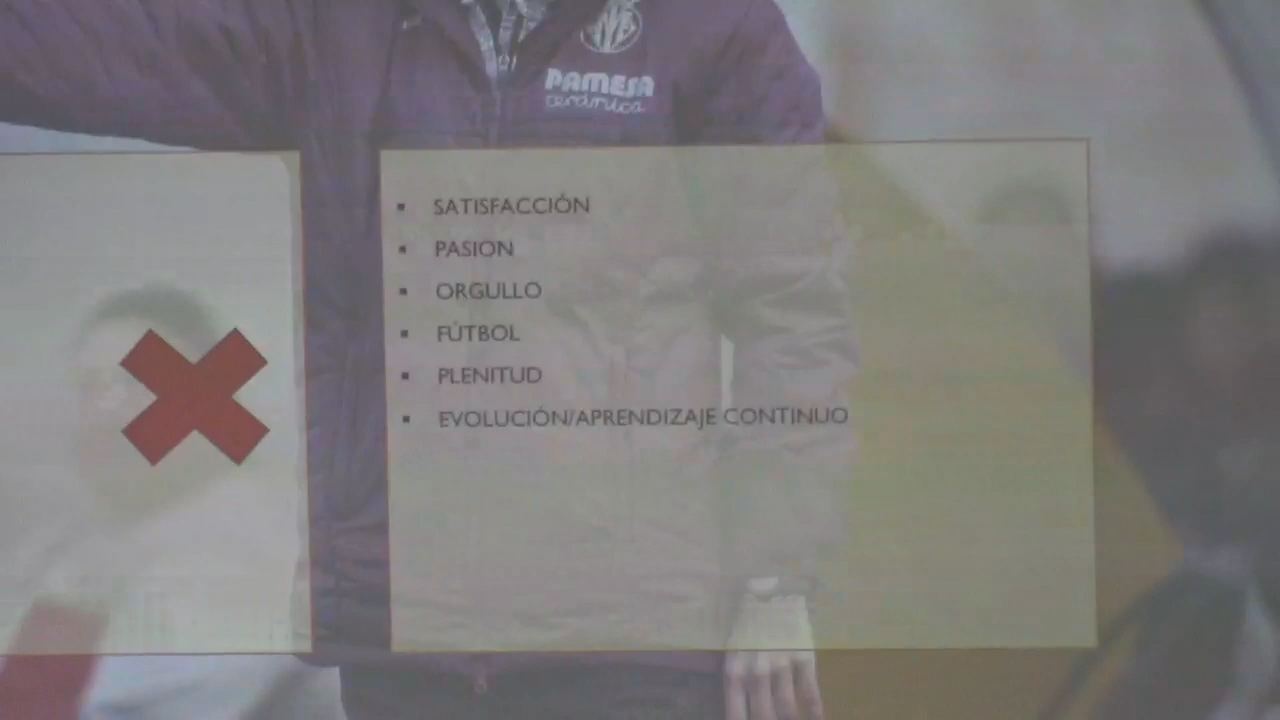 PAMESA
cerámica
SATISFACCIÓN
PASION
ORGULLO
FÚTBOL
PLENITUD
EVOLUCIÓN/APRENDIZAJE CONTINUO